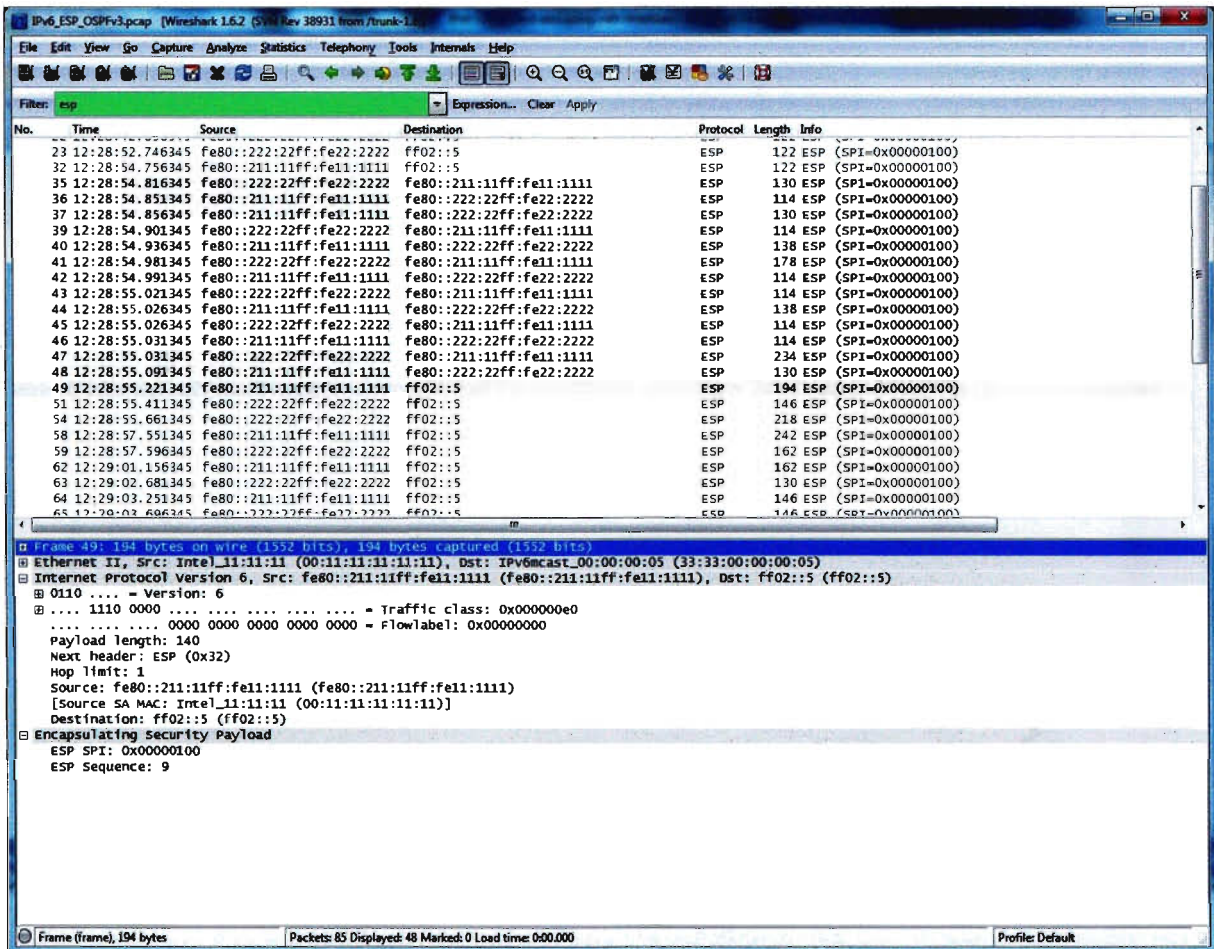 IPv6_ESP_OSPFv3.pcap [Wireshark 1.6.2 (SVN Rev 38931 from /trunk-1.
File Edit View Go Capture Analyze Statistics Telephony Tools Internals Help
Filter: esp Expression... Clear Apply
No. Time Source Destination Protocol Length Info
23 12:28:52.746345 fe80::222:22ff:fe22:2222 ff02::5 ESP 122 ESP (SPI=0x00000100)
32 12:28:54.756345 fe80::211:11ff:fe11:1111 ff02::5 ESP 122 ESP (SPI=0x00000100)
35 12:28:54.816345 fe80::222:22ff:fe22:2222 fe80::211:11ff:fe11:1111 ESP 130 ESP (SPI=0x00000100)
36 12:28:54.851345 fe80::211:11ff:fe11:1111 fe80::222:22ff:fe22:2222 ESP 114 ESP (SPI=0x00000100)
37 12:28:54.856345 fe80::211:11ff:fe11:1111 fe80::222:22ff:fe22:2222 ESP 130 ESP (SPI=0x00000100)
39 12:28:54.901345 fe80::222:22ff:fe22:2222 fe80::211:11ff:fe11:1111 ESP 114 ESP (SPI=0x00000100)
40 12:28:54.936345 fe80::211:11ff:fe11:1111 fe80::222:22ff:fe22:2222 ESP 138 ESP (SPI=0x00000100)
41 12:28:54.981345 fe80::222:22ff:fe22:2222 fe80::211:11ff:fe11:1111 ESP 178 ESP (SPI=0x00000100)
42 12:28:54.991345 fe80::211:11ff:fe11:1111 fe80::222:22ff:fe22:2222 ESP 114 ESP (SPI=0x00000100)
43 12:28:55.021345 fe80::222:22ff:fe22:2222 fe80::211:11ff:fe11:1111 ESP 114 ESP (SPI=0x00000100)
44 12:28:55.026345 fe80::211:11ff:fe11:1111 fe80::222:22ff:fe22:2222 ESP 138 ESP (SPI=0x00000100)
45 12:28:55.026345 fe80::222:22ff:fe22:2222 fe80::211:11ff:fe11:1111 ESP 114 ESP (SPI=0x00000100)
46 12:28:55.031345 fe80::211:11ff:fe11:1111 fe80::222:22ff:fe22:2222 ESP 114 ESP (SPI=0x00000100)
47 12:28:55.031345 fe80::222:22ff:fe22:2222 fe80::211:11ff:fe11:1111 ESP 234 ESP (SPI=0x00000100)
48 12:28:55.091345 fe80::211:11ff:fe11:1111 fe80::222:22ff:fe22:2222 ESP 130 ESP (SPI=0x00000100)
49 12:28:55.221345 fe80::211:11ff:fe11:1111 ff02::5 ESP 194 ESP (SPI=0x00000100)
51 12:28:55.411345 fe80::222:22ff:fe22:2222 ff02::5 ESP 146 ESP (SPI=0x00000100)
54 12:28:55.661345 fe80::222:22ff:fe22:2222 ff02::5 ESP 218 ESP (SPI=0x00000100)
58 12:28:57.551345 fe80::211:11ff:fe11:1111 ff02::5 ESP 242 ESP (SPI=0x00000100)
59 12:28:57.596345 fe80::222:22ff:fe22:2222 ff02::5 ESP 162 ESP (SPI=0x00000100)
62 12:29:01.156345 fe80::211:11ff:fe11:1111 ff02::5 ESP 162 ESP (SPI=0x00000100)
63 12:29:02.681345 fe80::222:22ff:fe22:2222 ff02::5 ESP 130 ESP (SPI=0x00000100)
64 12:29:03.251345 fe80::211:11ff:fe11:1111 ff02::5 ESP 146 ESP (SPI=0x00000100)
65 12:29:03.696345 fe80::222:22ff:fe22:2222 ff02::5 ESP 146 ESP (SPI=0x00000100)
Frame 49: 194 bytes on wire (1552 bits), 194 bytes captured (1552 bits)
Ethernet II, Src: Intel_11:11:11 (00:11:11:11:11:11), Dst: IPv6mcast_00:00:00:05 (33:33:00:00:00:05)
Internet Protocol Version 6, Src: fe80::211:11ff:fe11:1111 (fe80::211:11ff:fe11:1111), Dst: ff02::5 (ff02::5)
0110 .... = Version: 6
.... 1110 0000 .... .... .... .... .... = Traffic class: 0x000000e0
.... .... .... 0000 0000 0000 0000 0000 = Flowlabel: 0x00000000
Payload length: 140
Next header: ESP (0x32)
Hop limit: 1
Source: fe80::211:11ff:fe11:1111 (fe80::211:11ff:fe11:1111)
[Source SA MAC: Intel_11:11:11 (00:11:11:11:11:11)]
Destination: ff02::5 (ff02::5)
Encapsulating Security Payload
ESP SPI: 0x00000100
ESP Sequence: 9
Frame (frame), 194 bytes Packets: 85 Displayed: 48 Marked: 0 Load time: 0:00.000 Profile: Default